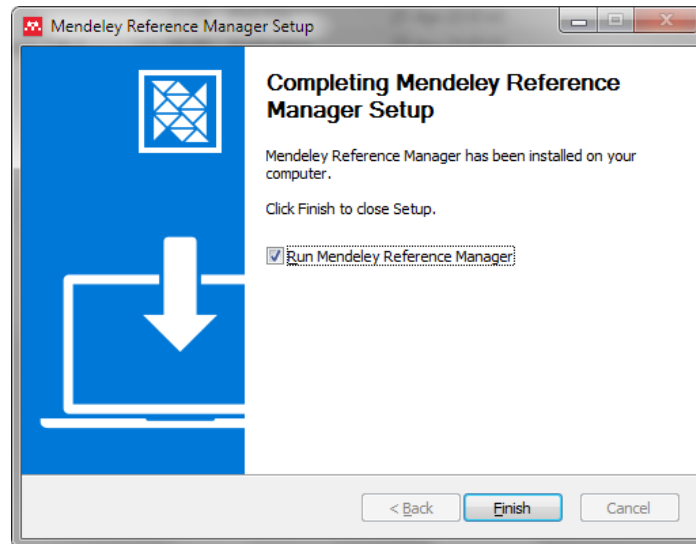 Mendeley Reference Manager Setup
Completing Mendeley Reference
Manager Setup
Mendeley Reference Manager has been installed on your
computer.
Click Finish to close Setup.
Run Mendeley Reference Manager
< Back
Finish
Cancel